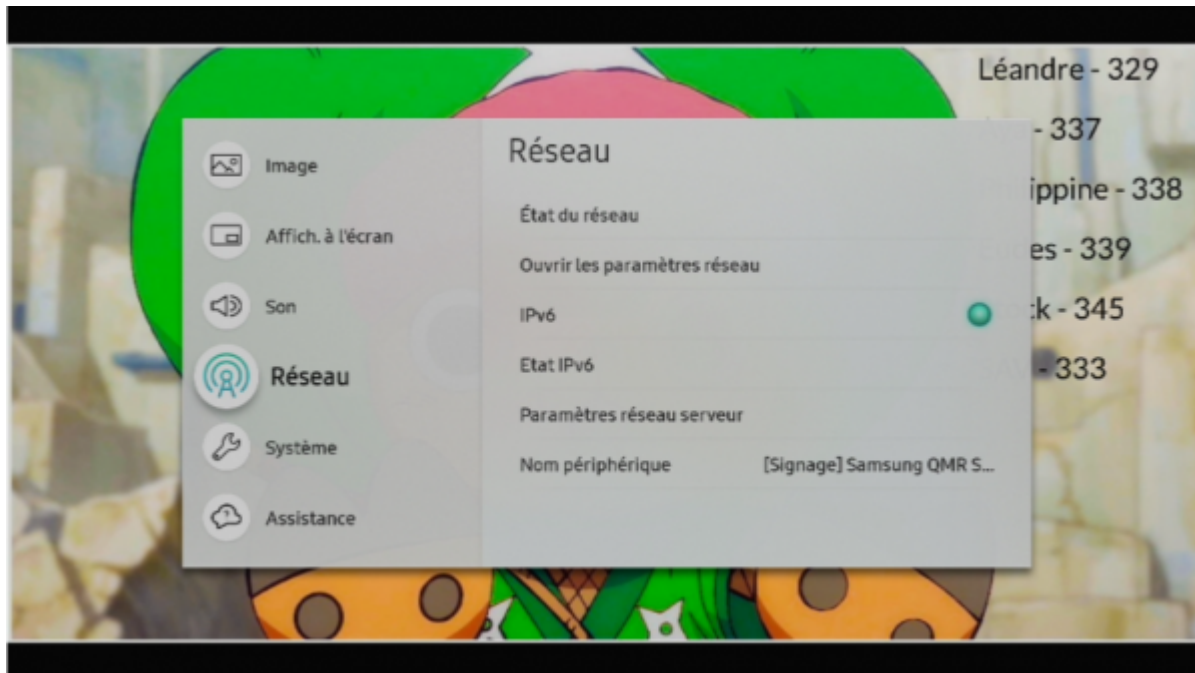 Léandre - 329
- 337
ippine - 338
es - 339
k - 345
- 333
Image
Affich. à l'écran
Son
Réseau
Système
Assistance
Réseau
État du réseau
Ouvrir les paramètres réseau
IPv6
Etat IPv6
Paramètres réseau serveur
Nom périphérique [Signage] Samsung QMR S...